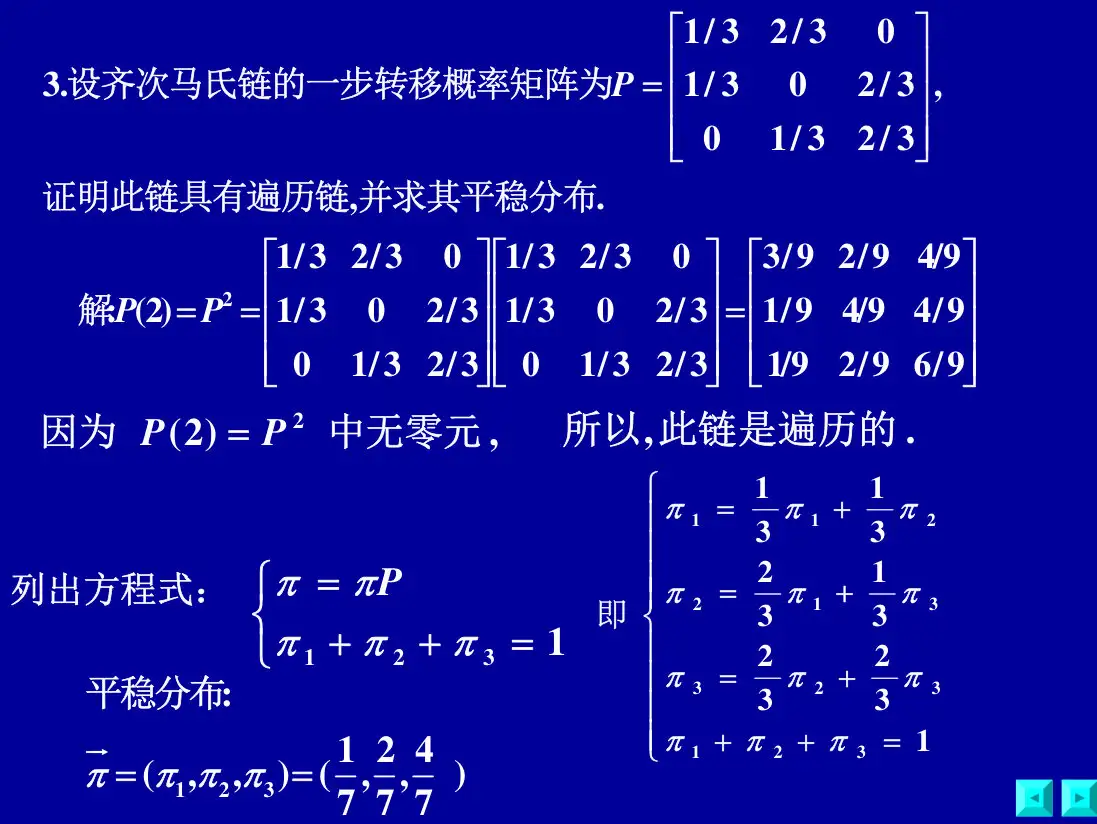 3.设齐次马氏链的一步转移概率矩阵为P = [1/3 2/3 0
1/3 0 2/3
0 1/3 2/3],
证明此链具有遍历链,并求其平稳分布.
解:P(2) = P² = [1/3 2/3 0 [1/3 2/3 0 = [3/9 2/9 4/9
1/3 0 2/3 1/3 0 2/3 1/9 4/9 4/9
0 1/3 2/3] 0 1/3 2/3] 1/9 2/9 6/9]
因为 P(2) = P² 中无零元, 所以,此链是遍历的.
列出方程式: { π = πP
π₁ + π₂ + π₃ = 1
即 { π₁ = 1/3 π₁ + 1/3 π₂
π₂ = 2/3 π₁ + 1/3 π₃
π₃ = 2/3 π₂ + 2/3 π₃
π₁ + π₂ + π₃ = 1
平稳分布:
π⃗ = (π₁,π₂,π₃) = (1/7, 2/7, 4/7 )